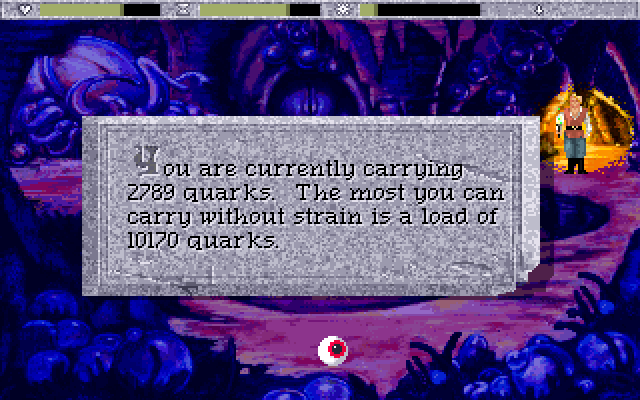 You are currently carrying
2789 quarks. The most you can
carry without strain is a load of
10170 quarks.